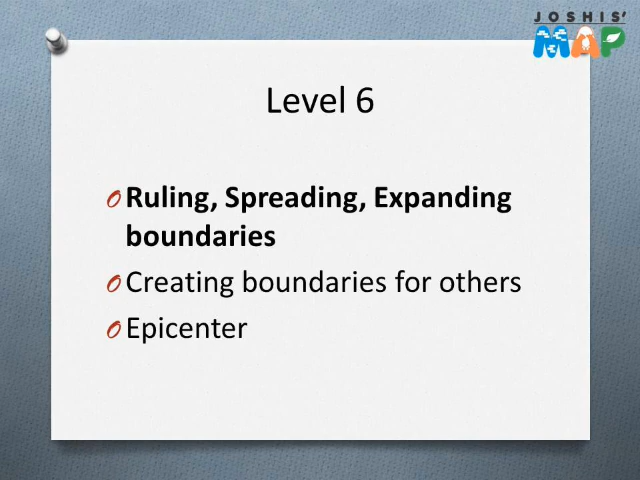 JOSHIS'
MAP
Level 6
Ruling, Spreading, Expanding
boundaries
Creating boundaries for others
Epicenter